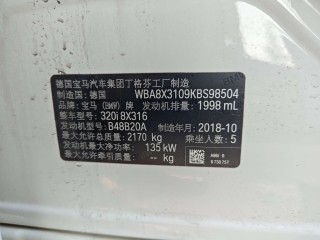 德国宝马汽车集团丁格芬工厂制造
制造国：德国 WBA8X3109KBS98504
品牌：宝马（BMW）牌 发动机排量：1998 mL
整车型号：320i 8X316
发动机型号：B48B20A 制造年月：2018-10
最大允许总质量：2170 kg 乘坐人数：5
发动机最大净功率：135 kW
最大允许牵引质量： -- kg